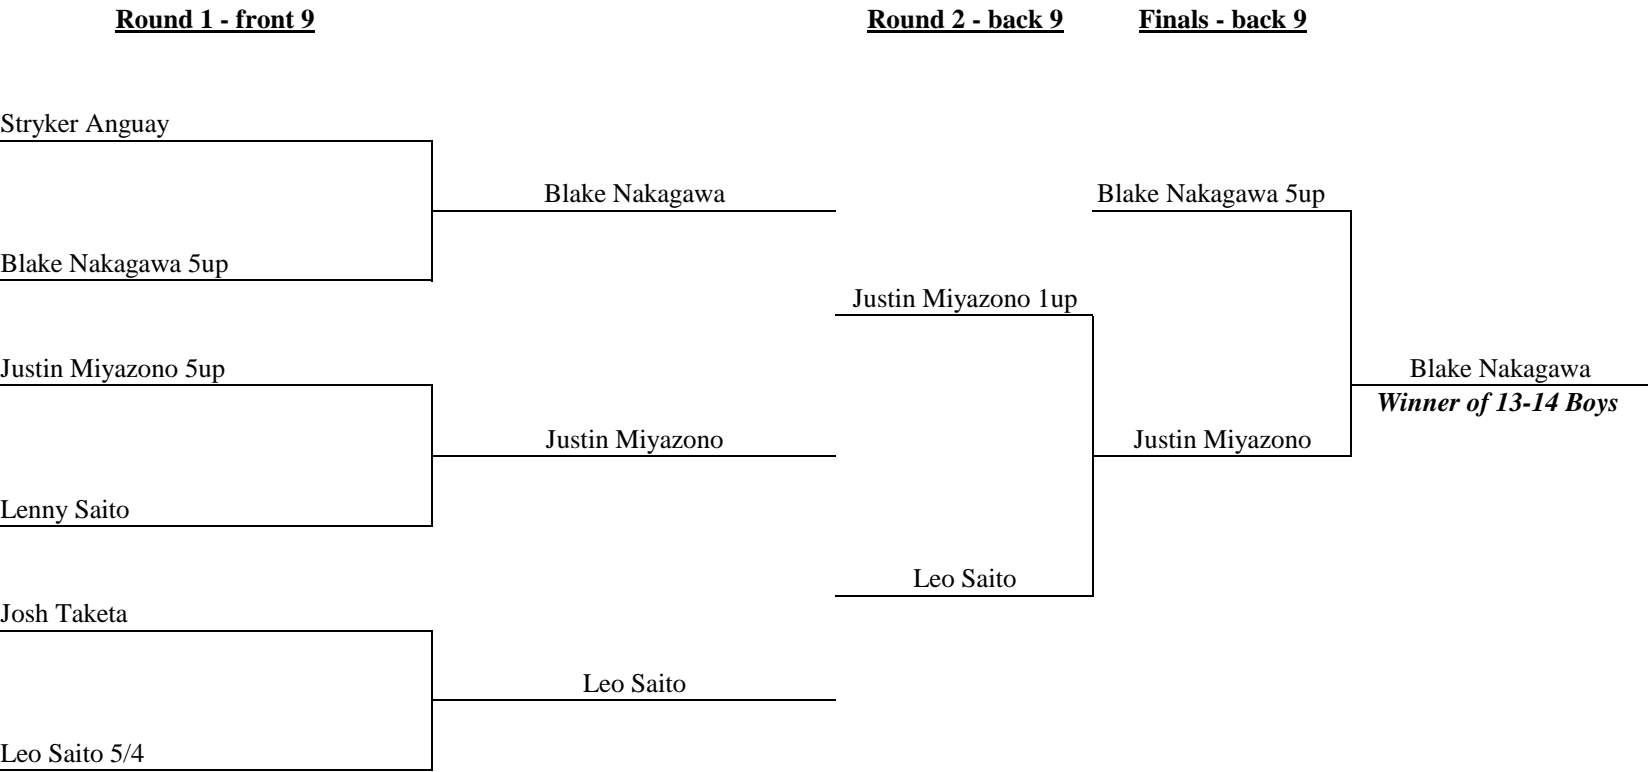 Round 1 - front 9
Round 2 - back 9
Finals - back 9
Stryker Anguay
Blake Nakagawa
Blake Nakagawa 5up
Blake Nakagawa 5up
Justin Miyazono 1up
Justin Miyazono 5up
Blake Nakagawa
Winner of 13-14 Boys
Justin Miyazono
Justin Miyazono
Lenny Saito
Leo Saito
Josh Taketa
Leo Saito
Leo Saito 5/4